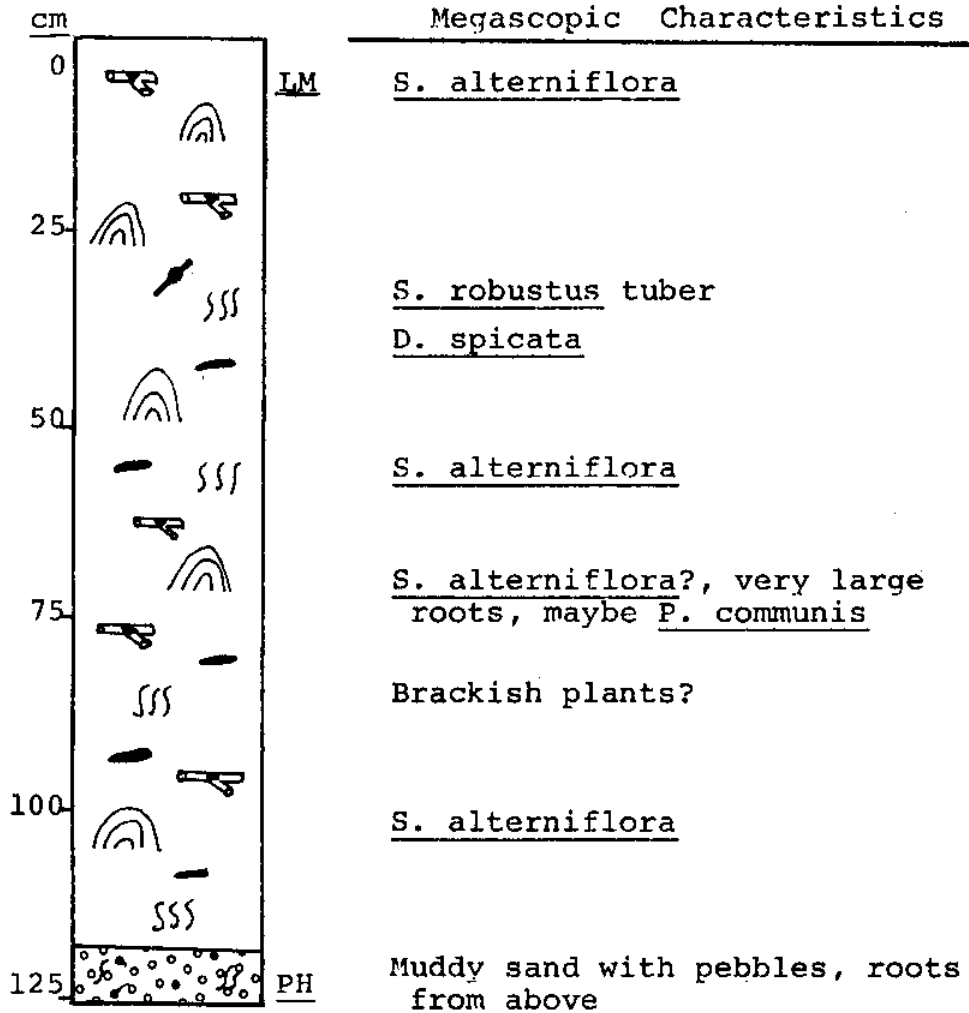 cm Megascopic Characteristics
0 LM S. alterniflora
25
S. robustus tuber
D. spicata
50
S. alterniflora
S. alterniflora?, very large
75 roots, maybe P. communis
Brackish plants?
100 S. alterniflora
Muddy sand with pebbles, roots
125 PH from above